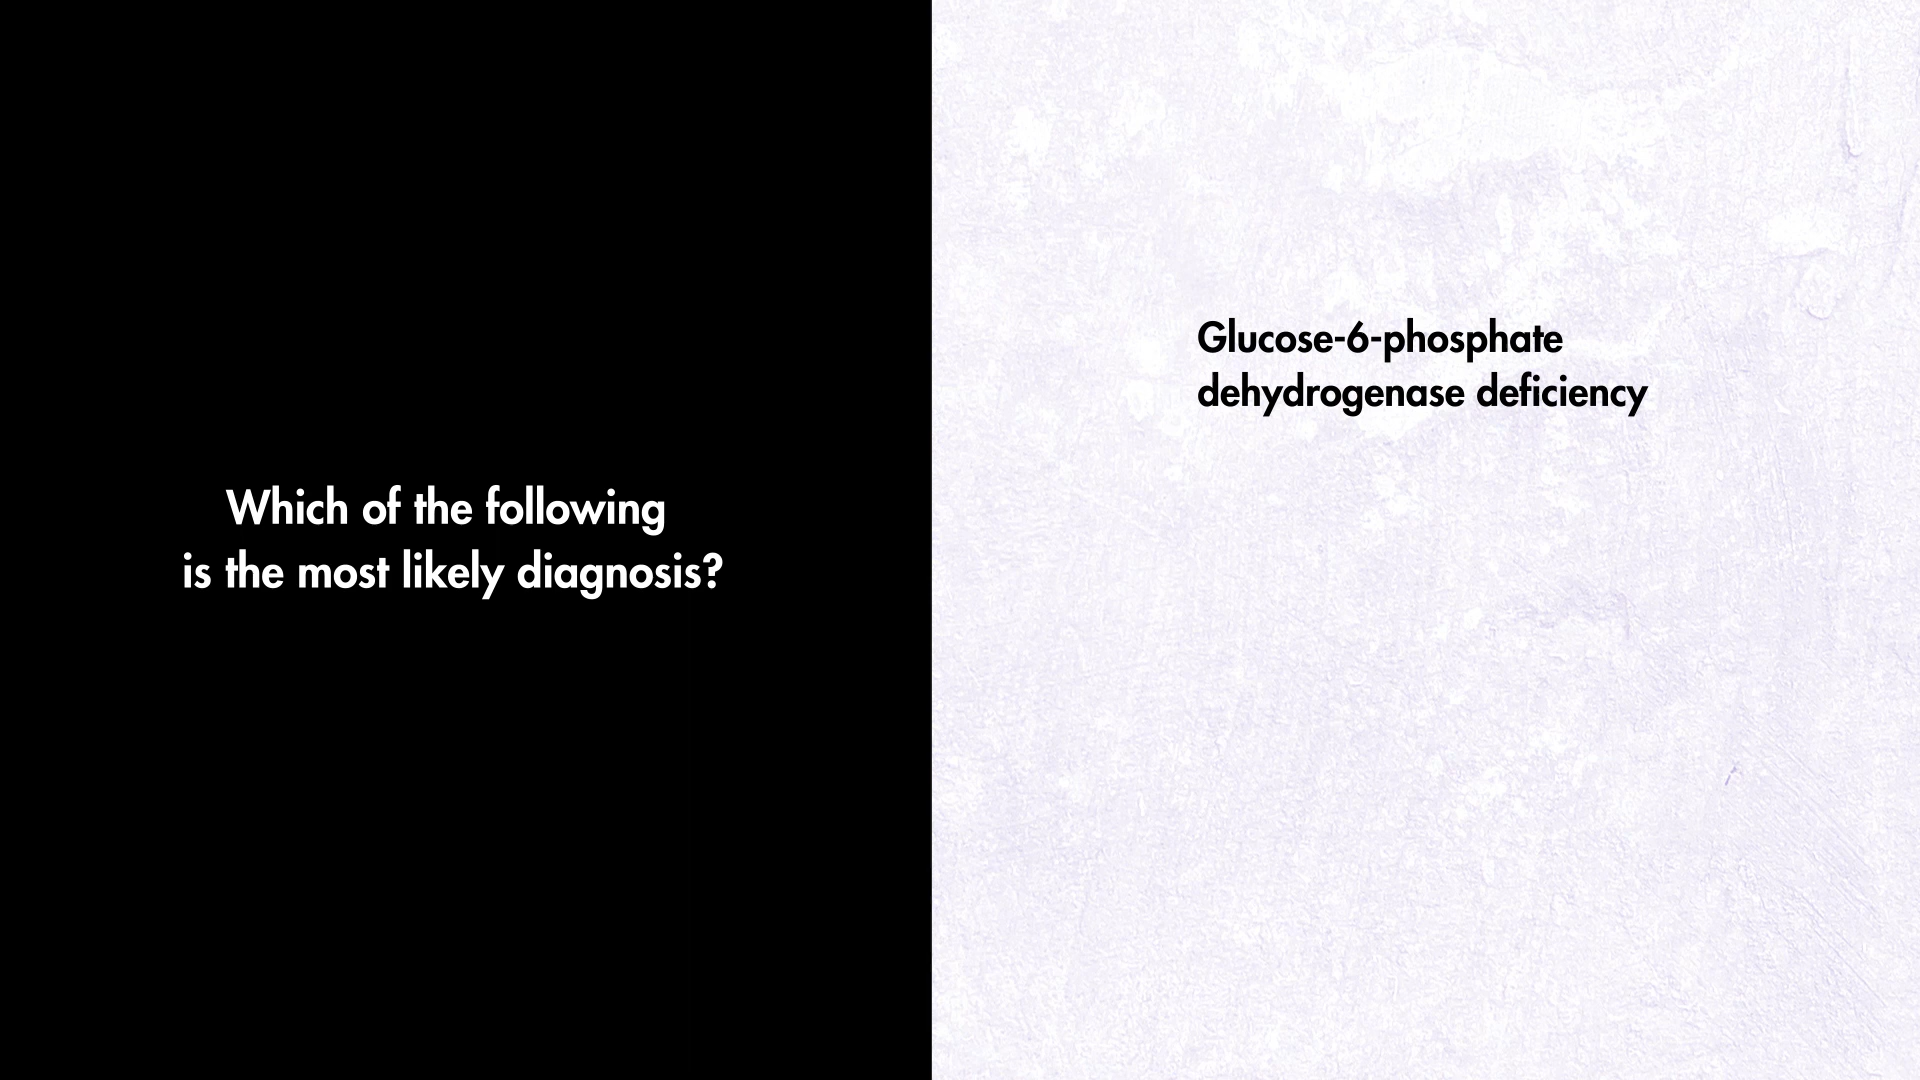 Which of the following
is the most likely diagnosis?
Glucose-6-phosphate
dehydrogenase deficiency